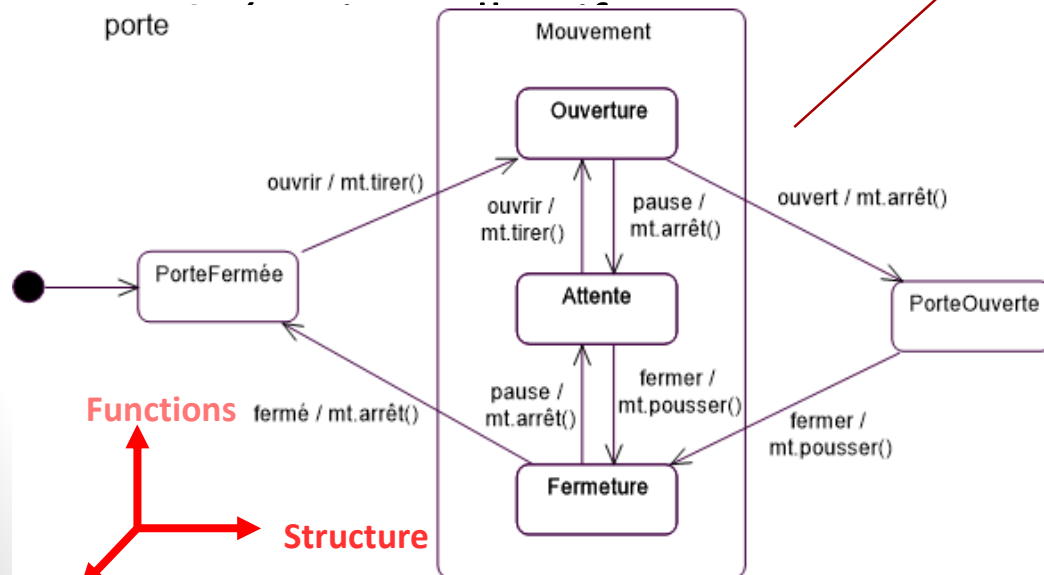 porte
Mouvement
Ouverture
ouvrir / mt.tirer()
ouvrir /
mt.tirer()
pause /
mt.arrêt()
ouvert / mt.arrêt()
PorteFermée
Attente
PorteOuverte
pause /
mt.arrêt()
fermer /
mt.pousser()
Functions
fermé / mt.arrêt()
fermer /
mt.pousser()
Fermeture
Structure